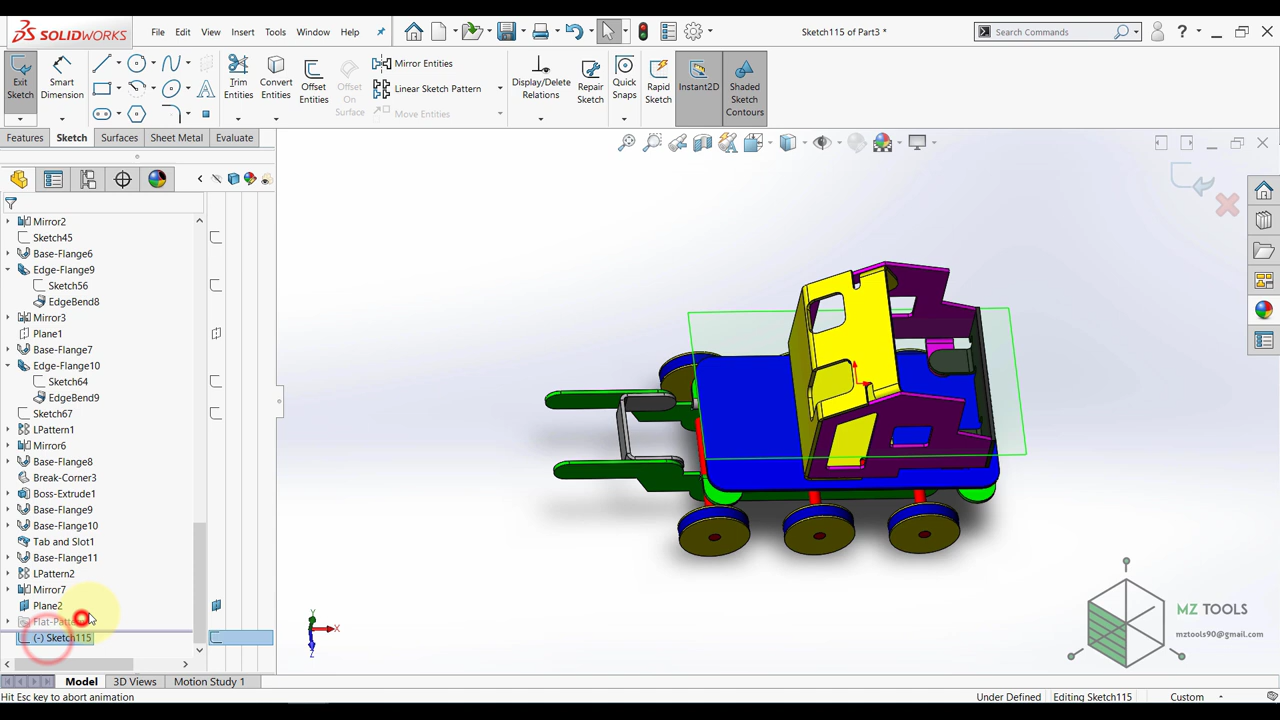 SOLIDWORKS File Edit View Insert Tools Window Help Sketch115 of Part3 * Search Commands
Exit Sketch Smart Dimension Trim Entities Convert Entities Offset Entities Offset On Surface Mirror Entities Linear Sketch Pattern Move Entities Display/Delete Relations Repair Sketch Quick Snaps Rapid Sketch Instant2D Shaded Sketch Contours
Features Sketch Surfaces Sheet Metal Evaluate
Mirror2
Sketch45
Base-Flange6
Edge-Flange9
Sketch56
EdgeBend8
Mirror3
Plane1
Base-Flange7
Edge-Flange10
Sketch64
EdgeBend9
Sketch67
LPattern1
Mirror6
Base-Flange8
Break-Corner3
Boss-Extrude1
Base-Flange9
Base-Flange10
Tab and Slot1
Base-Flange11
LPattern2
Mirror7
Plane2
(-) Sketch115
Y
X
Z
MZ TOOLS
mztools90@gmail.com
Model 3D Views Motion Study 1
Hit Esc key to abort animation Under Defined Editing Sketch115 Custom